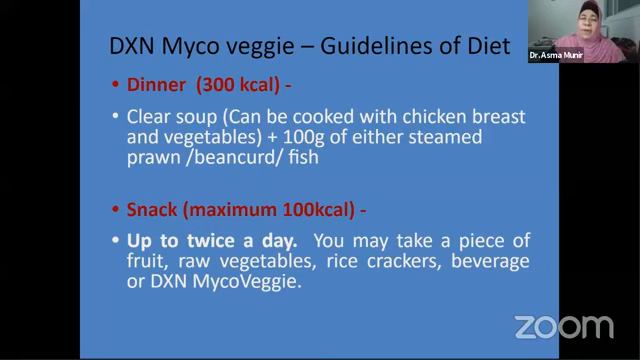 DXN Myco veggie – Guidelines of Diet
Dr. Asma Munir
• Dinner (300 kcal) -
• Clear soup (Can be cooked with chicken breast
and vegetables) + 100g of either steamed
prawn /beancurd/ fish
• Snack (maximum 100kcal) -
• Up to twice a day. You may take a piece of
fruit, raw vegetables, rice crackers, beverage
or DXN MycoVeggie.
zoom